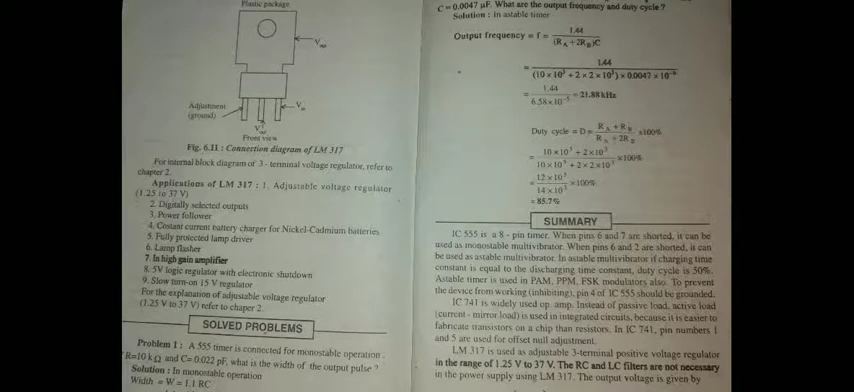 Plastic package
Vout
Adjustment
(ground)
Vin
Vout
Front view
Fig. 6.11 : Connection diagram of LM 317
For internal block diagram of 3 - terminal voltage regulator, refer to
chapter 2.
Applications of LM 317 : 1. Adjustable voltage regulator
(1.25 to 37 V)
2. Digitally selected outputs
3. Power follower
4. Costant current battery charger for Nickel-Cadmium batteries
5. Fully protected lamp driver
6. Lamp flasher
7. In high gain amplifier
8. 5V logic regulator with electronic shutdown
9. Slow turn-on 15 V regulator
For the explanation of adjustable voltage regulator
(1.25 V to 37 V) refer to chaper 2.
SOLVED PROBLEMS
Problem 1 : A 555 timer is connected for monostable operation.
R=10 k Ω and C= 0.022 pF, what is the width of the output pulse ?
Solution : In monostable operation
Width = W = 1.1 RC
C = 0.0047 μF. What are the output frequency and duty cycle ?
Solution : In astable timer
Output frequency = f = 1.44 / (RA + 2RB)C
= 1.44 / (10 × 10³ + 2 × 2 × 10³) × 0.0047 × 10⁻⁶
= 1.44 / 6.58 × 10⁻⁵ = 21.88 kHz
Duty cycle = D = RA + RB / RA + 2RB × 100%
= 10 × 10³ + 2 × 10³ / 10 × 10³ + 2 × 2 × 10³ × 100%
= 12 × 10³ / 14 × 10³ × 100%
= 85.7%
SUMMARY
IC 555 is a 8 - pin timer. When pins 6 and 7 are shorted, it can be
used as monostable multivibrator. When pins 6 and 2 are shorted, it can
be used as astable multivibrator. In astable multivibrator if charging time
constant is equal to the discharging time constant, duty cycle is 50%.
Astable timer is used in PAM, PPM, FSK modulators also. To prevent
the device from working (inhibiting), pin 4 of IC 555 should be grounded.
IC 741 is widely used op. amp. Instead of passive load, active load
(current - mirror load) is used in integrated circuits, because it is easier to
fabricate transistors on a chip than resistors. In IC 741, pin numbers 1
and 5 are used for offset null adjustment.
LM 317 is used as adjustable 3-terminal positive voltage regulator
in the range of 1.25 V to 37 V. The RC and LC filters are not necessary
in the power supply using LM 317. The output voltage is given by